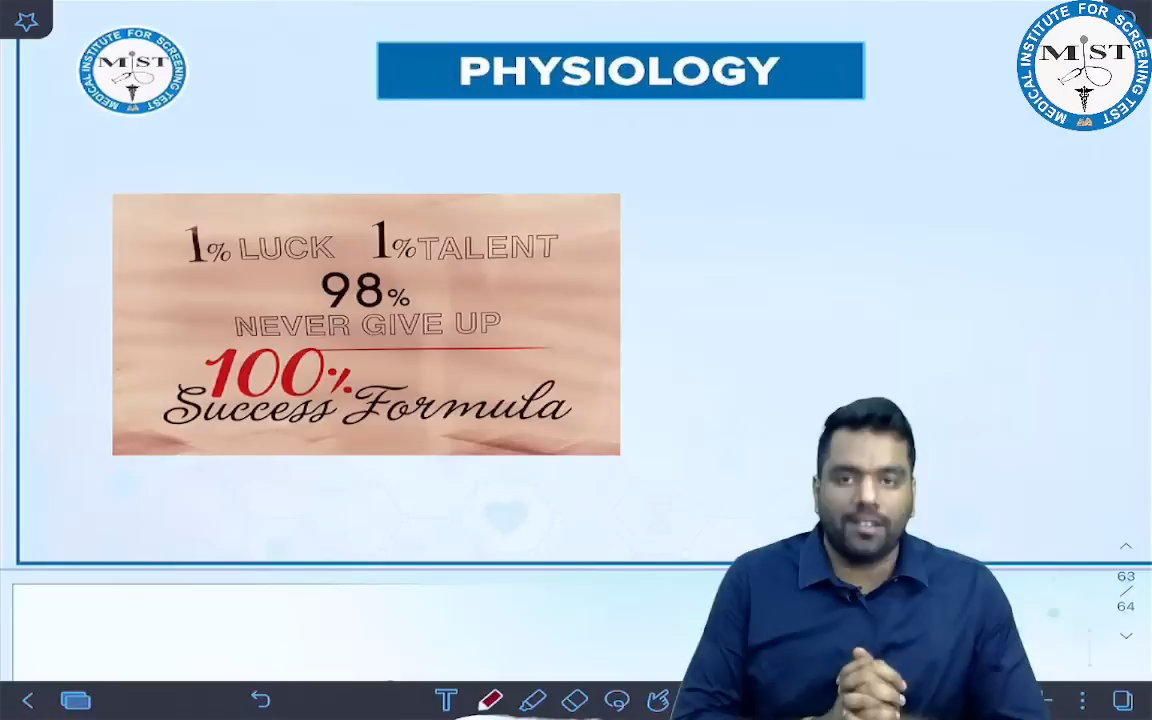 MEDICAL INSTITUTE FOR SCREENING TEST
MIST
PHYSIOLOGY
MEDICAL INSTITUTE FOR SCREENING TEST
MIST
1% LUCK 1% TALENT
98%
NEVER GIVE UP
100%
Success Formula
63
/
64
T